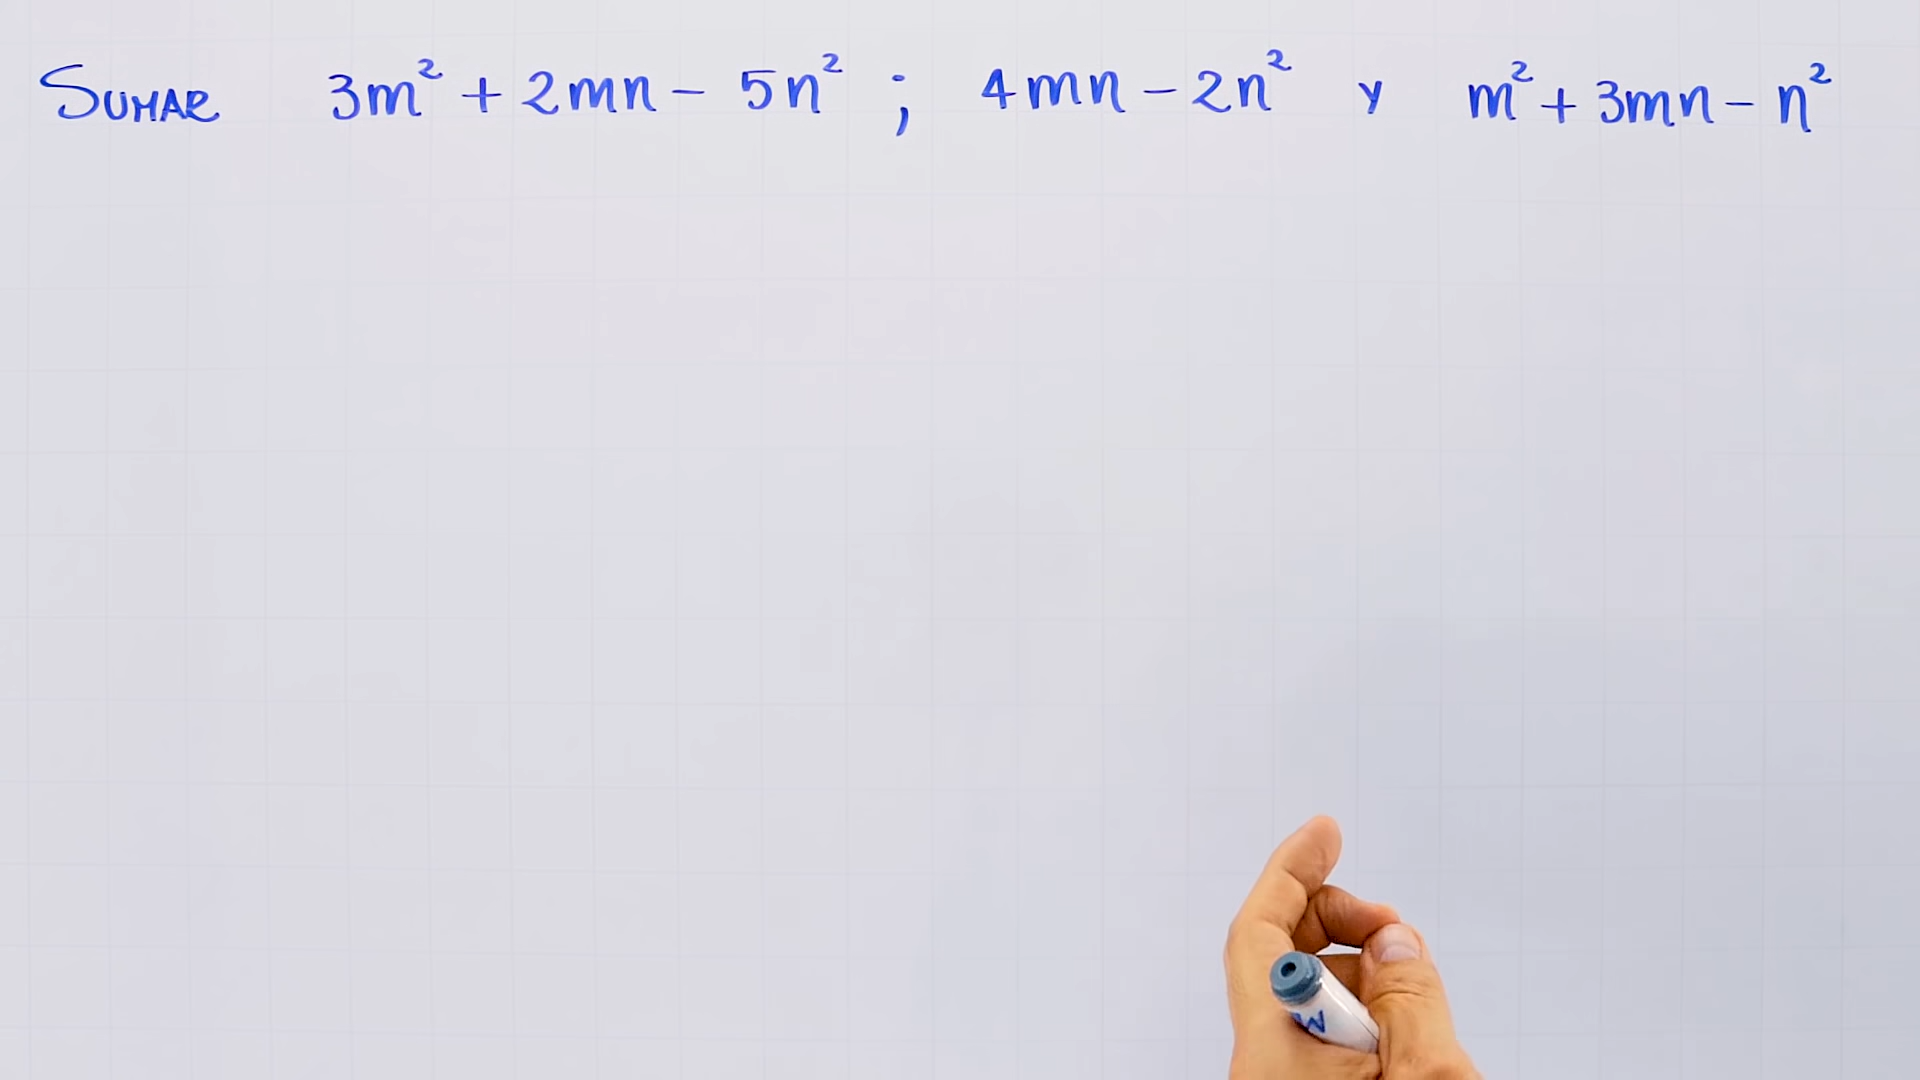 SUMAR 3m² + 2mn - 5n² ; 4mn - 2n² y m² + 3mn - n²